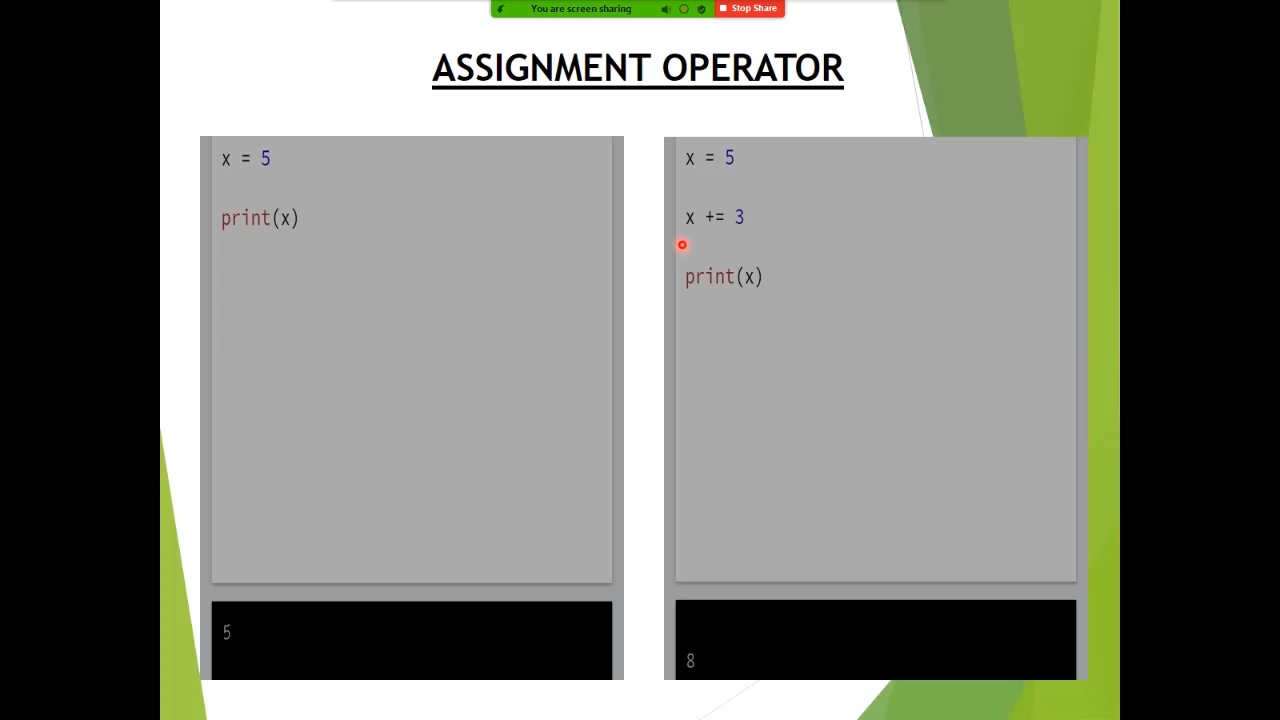 You are screen sharing
Stop Share
ASSIGNMENT OPERATOR
x = 5
print(x)
5
x = 5
x += 3
print(x)
8